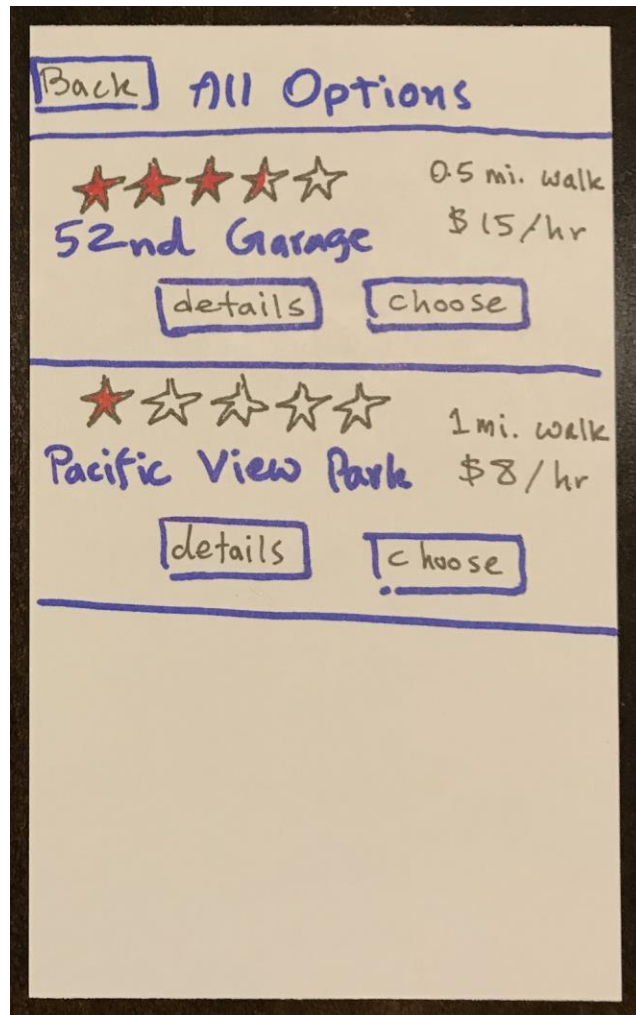 Back All Options
0.5 mi. walk
$15/hr
52nd Garage
details choose
1 mi. walk
$8/hr
Pacific View Park
details choose